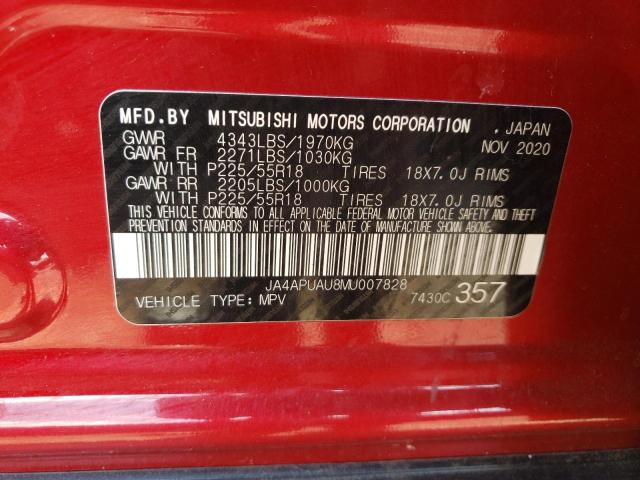 MFD.BY MITSUBISHI MOTORS CORPORATION . JAPAN
GVWR 4343LBS/1970KG NOV 2020
GAWR FR 2271LBS/1030KG
WITH P225/55R18 TIRES 18X7.0J RIMS
GAWR RR 2205LBS/1000KG
WITH P225/55R18 TIRES 18X7.0J RIMS
THIS VEHICLE CONFORMS TO ALL APPLICABLE FEDERAL MOTOR VEHICLE SAFETY AND THEFT
PREVENTION STANDARDS IN EFFECT ON THE DATE OF MANUFACTURE SHOWN ABOVE.
JA4APUAU8MU007828
VEHICLE TYPE: MPV 7430C 357